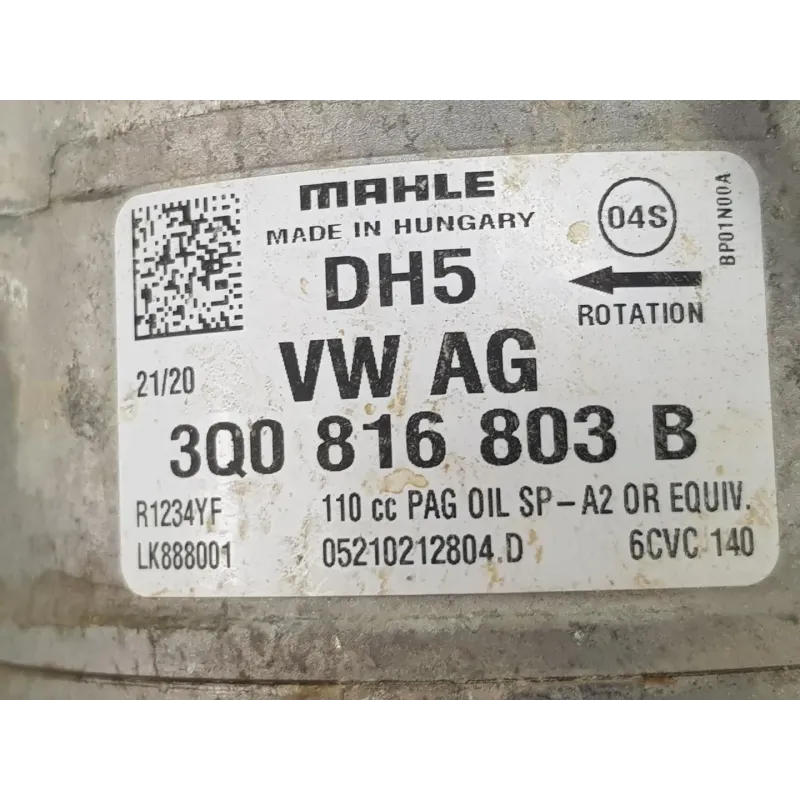 MAHLE
MADE IN HUNGARY
04S
BP01N00A
DH5
ROTATION
21/20
VW AG
3Q0 816 803 B
R1234YF 110 cc PAG OIL SP-A2 OR EQUIV.
LK888001 05210212804.D 6CVC 140